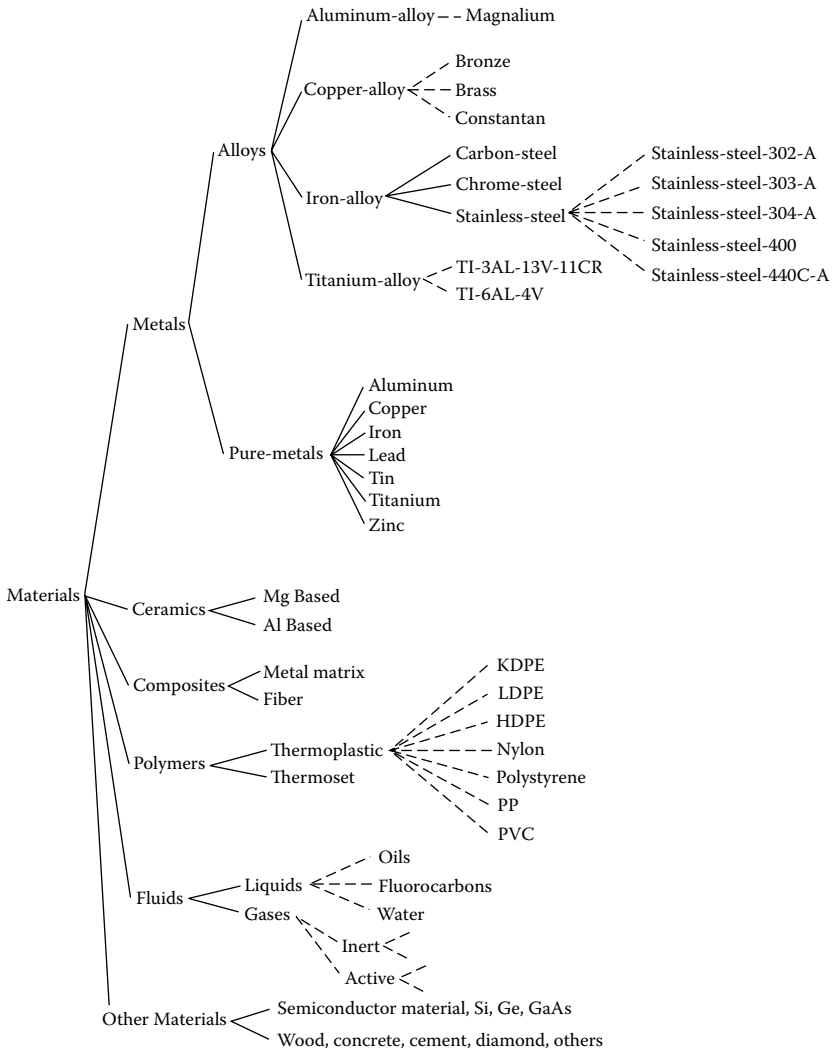 Aluminum-alloy Magnalium
Bronze
Copper-alloy Brass
Constantan
Alloys
Carbon-steel Stainless-steel-302-A
Chrome-steel Stainless-steel-303-A
Iron-alloy
Stainless-steel Stainless-steel-304-A
Stainless-steel-400
TI-3AL-13V-11CR Stainless-steel-440C-A
Titanium-alloy
TI-6AL-4V
Metals
Aluminum
Copper
Iron
Pure-metals Lead
Tin
Titanium
Zinc
Materials
Mg Based
Ceramics
Al Based
KDPE
Metal matrix
Composites LDPE
Fiber
HDPE
Thermoplastic Nylon
Polymers
Thermoset Polystyrene
PP
PVC
Oils
Liquids Fluorocarbons
Fluids
Gases Water
Inert
Active
Semiconductor material, Si, Ge, GaAs
Other Materials
Wood, concrete, cement, diamond, others